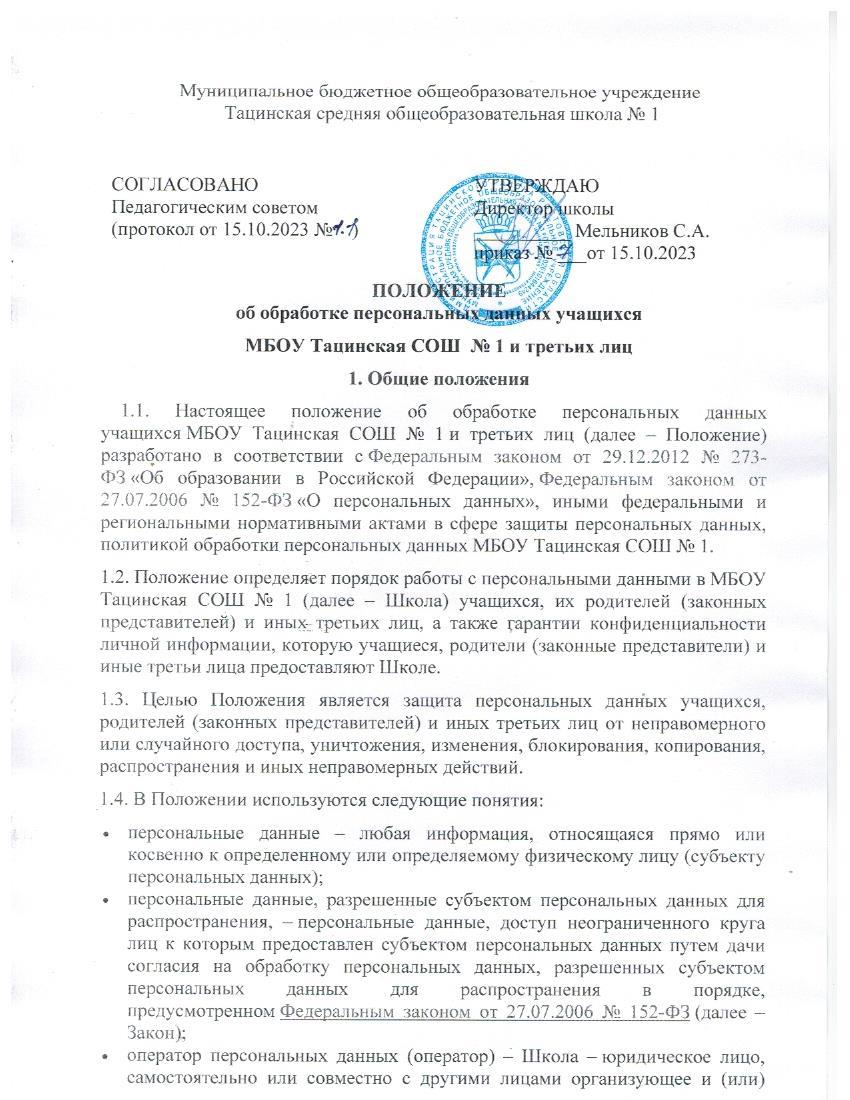 Муниципальное бюджетное общеобразовательное учреждение
Тацинская средняя общеобразовательная школа № 1
СОГЛАСОВАНО
Педагогическим советом
(протокол от 15.10.2023 №1.1)
УТВЕРЖДАЮ
Директор школы
Мельников С.А.
приказ № ___от 15.10.2023
ПОЛОЖЕНИЕ
об обработке персональных данных учащихся
МБОУ Тацинская СОШ № 1 и третьих лиц
1. Общие положения
1.1. Настоящее положение об обработке персональных данных
учащихся МБОУ Тацинская СОШ № 1 и третьих лиц (далее – Положение)
разработано в соответствии с Федеральным законом от 29.12.2012 № 273-
ФЗ «Об образовании в Российской Федерации», Федеральным законом от
27.07.2006 № 152-ФЗ «О персональных данных», иными федеральными и
региональными нормативными актами в сфере защиты персональных данных,
политикой обработки персональных данных МБОУ Тацинская СОШ № 1.
1.2. Положение определяет порядок работы с персональными данными в МБОУ
Тацинская СОШ № 1 (далее – Школа) учащихся, их родителей (законных
представителей) и иных третьих лиц, а также гарантии конфиденциальности
личной информации, которую учащиеся, родители (законные представители) и
иные третьи лица предоставляют Школе.
1.3. Целью Положения является защита персональных данных учащихся,
родителей (законных представителей) и иных третьих лиц от неправомерного
или случайного доступа, уничтожения, изменения, блокирования, копирования,
распространения и иных неправомерных действий.
1.4. В Положении используются следующие понятия:
• персональные данные – любая информация, относящаяся прямо или
косвенно к определенному или определяемому физическому лицу (субъекту
персональных данных);
• персональные данные, разрешенные субъектом персональных данных для
распространения, – персональные данные, доступ неограниченного круга
лиц к которым предоставлен субъектом персональных данных путем дачи
согласия на обработку персональных данных, разрешенных субъектом
персональных данных для распространения в порядке,
предусмотренном Федеральным законом от 27.07.2006 № 152-ФЗ (далее –
Закон);
• оператор персональных данных (оператор) – Школа – юридическое лицо,
самостоятельно или совместно с другими лицами организующее и (или)